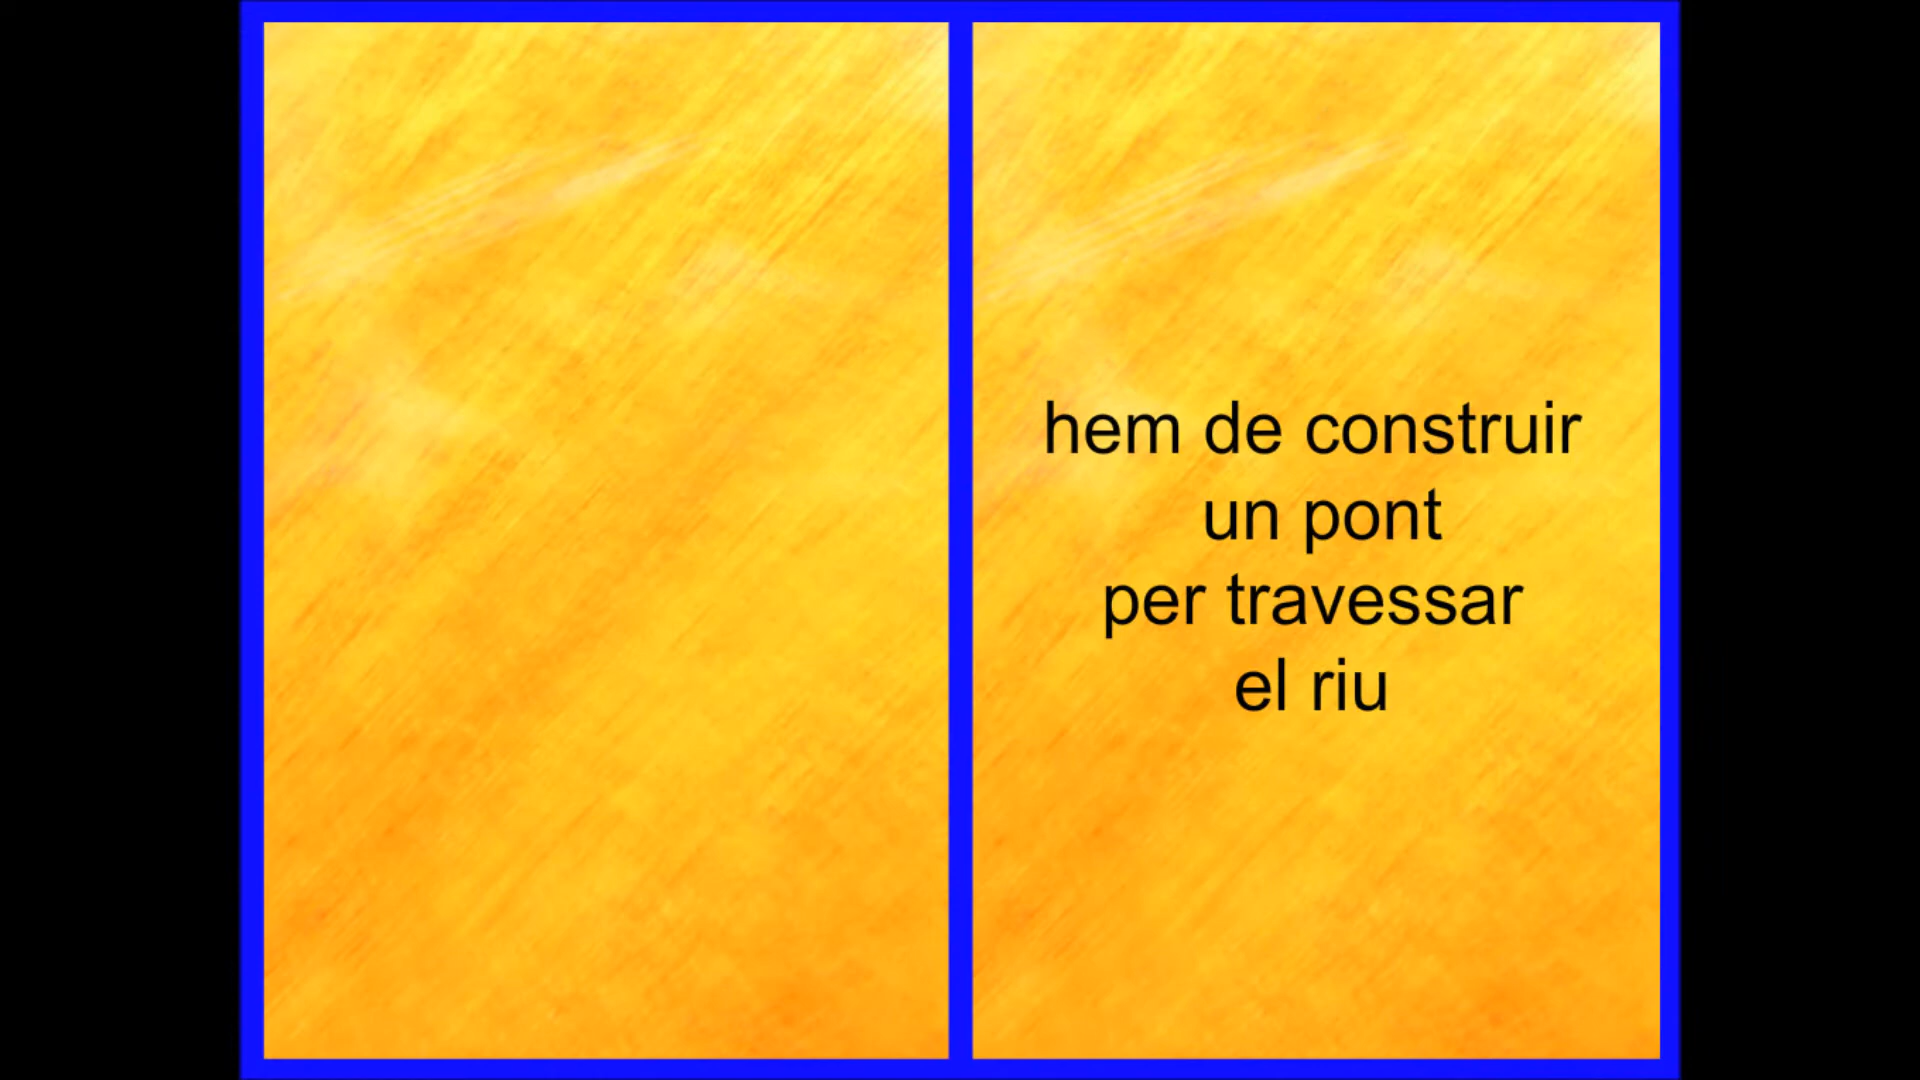 hem de construir
un pont
per travessar
el riu